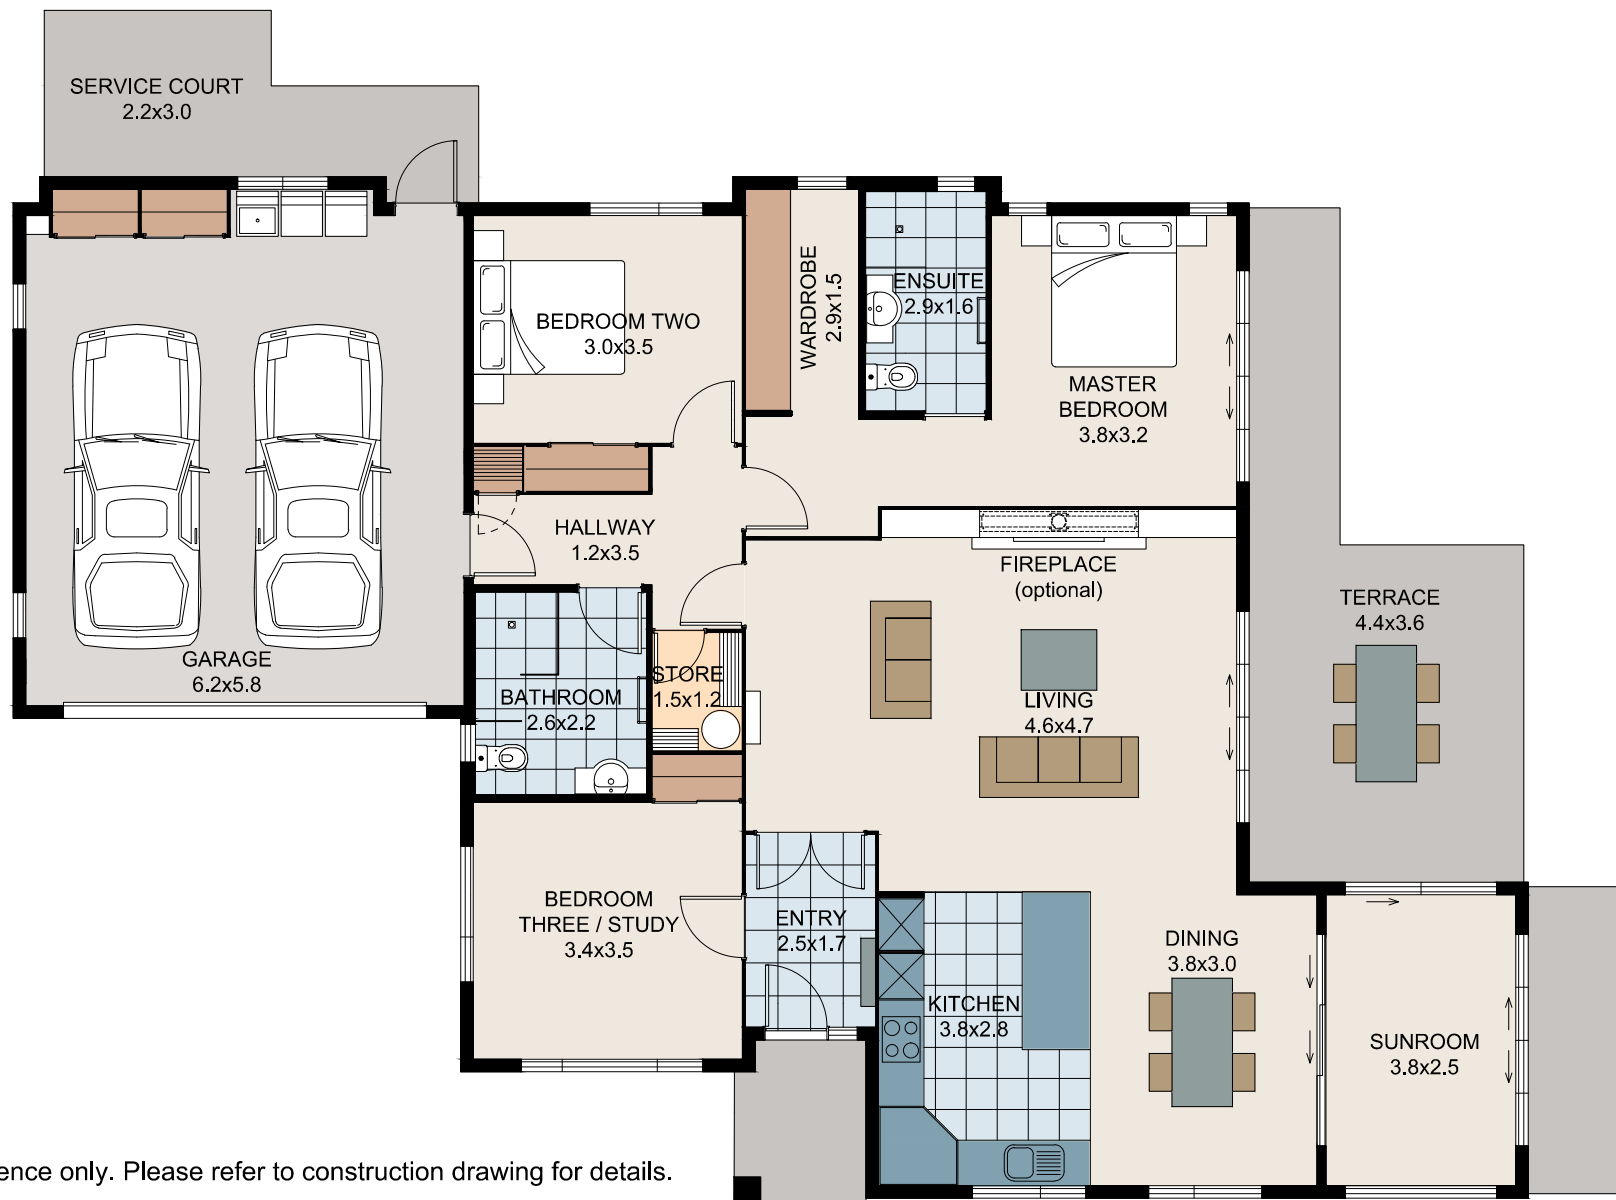 SERVICE COURT
2.2x3.0
BEDROOM TWO
3.0x3.5
WARDROBE
2.9x1.5
ENSUITE
2.9x1.6
MASTER
BEDROOM
3.8x3.2
HALLWAY
1.2x3.5
FIREPLACE
(optional)
TERRACE
4.4x3.6
GARAGE
6.2x5.8
BATHROOM
2.6x2.2
STORE
1.5x1.2
LIVING
4.6x4.7
BEDROOM
THREE / STUDY
3.4x3.5
ENTRY
2.5x1.7
DINING
3.8x3.0
KITCHEN
3.8x2.8
SUNROOM
3.8x2.5
ence only. Please refer to construction drawing for details.